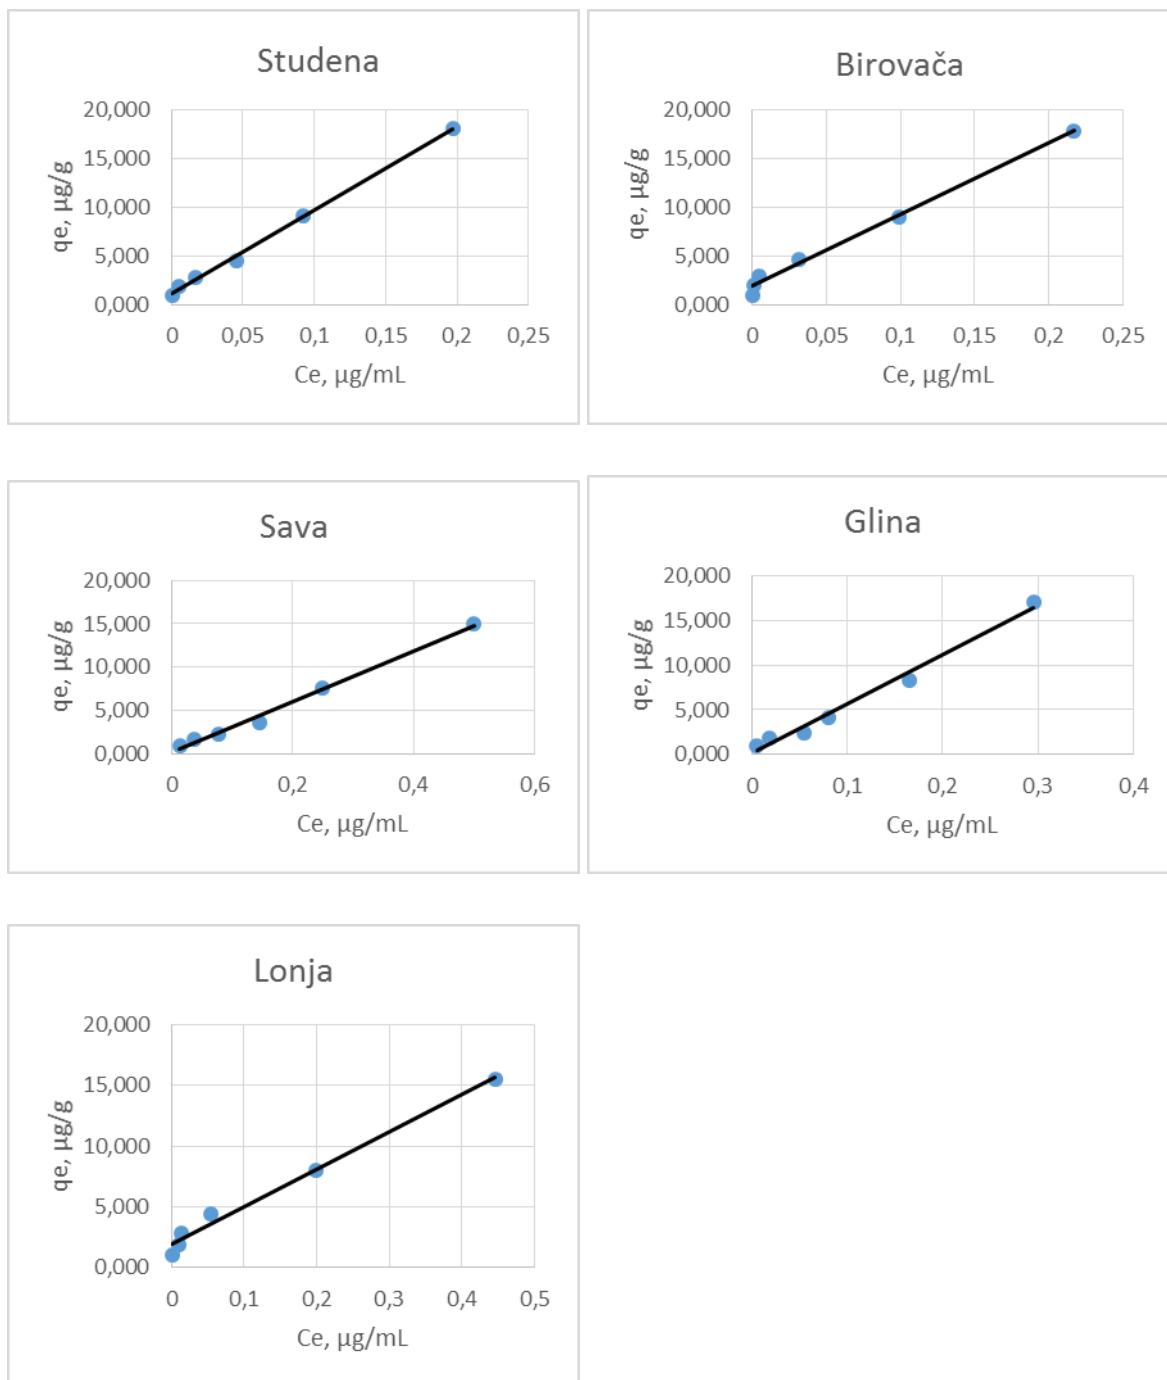 Studena
20,000
15,000
10,000
5,000
0,000
qe, µg/g
0 0,05 0,1 0,15 0,2 0,25
Ce, µg/mL
Birovača
20,000
15,000
10,000
5,000
0,000
qe, µg/g
0 0,05 0,1 0,15 0,2 0,25
Ce, µg/mL
Sava
20,000
15,000
10,000
5,000
0,000
qe, µg/g
0 0,2 0,4 0,6
Ce, µg/mL
Glina
20,000
15,000
10,000
5,000
0,000
qe, µg/g
0 0,1 0,2 0,3 0,4
Ce, µg/mL
Lonja
20,000
15,000
10,000
5,000
0,000
qe, µg/g
0 0,1 0,2 0,3 0,4 0,5
Ce, µg/mL